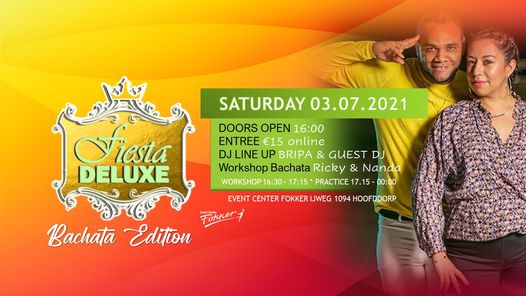 Fiesta
DELUXE
Bachata Edition
SATURDAY 03.07.2021
DOORS OPEN 16:00
ENTREE €15 online
DJ LINE UP BRIPA & GUEST DJ
Workshop Bachata Ricky & Nanda
WORKSHOP 16:30 - 17:15 * PRACTICE 17.15 - 00:00
EVENT CENTER FOKKER IJWEG 1094 HOOFDDORP
FOKKER